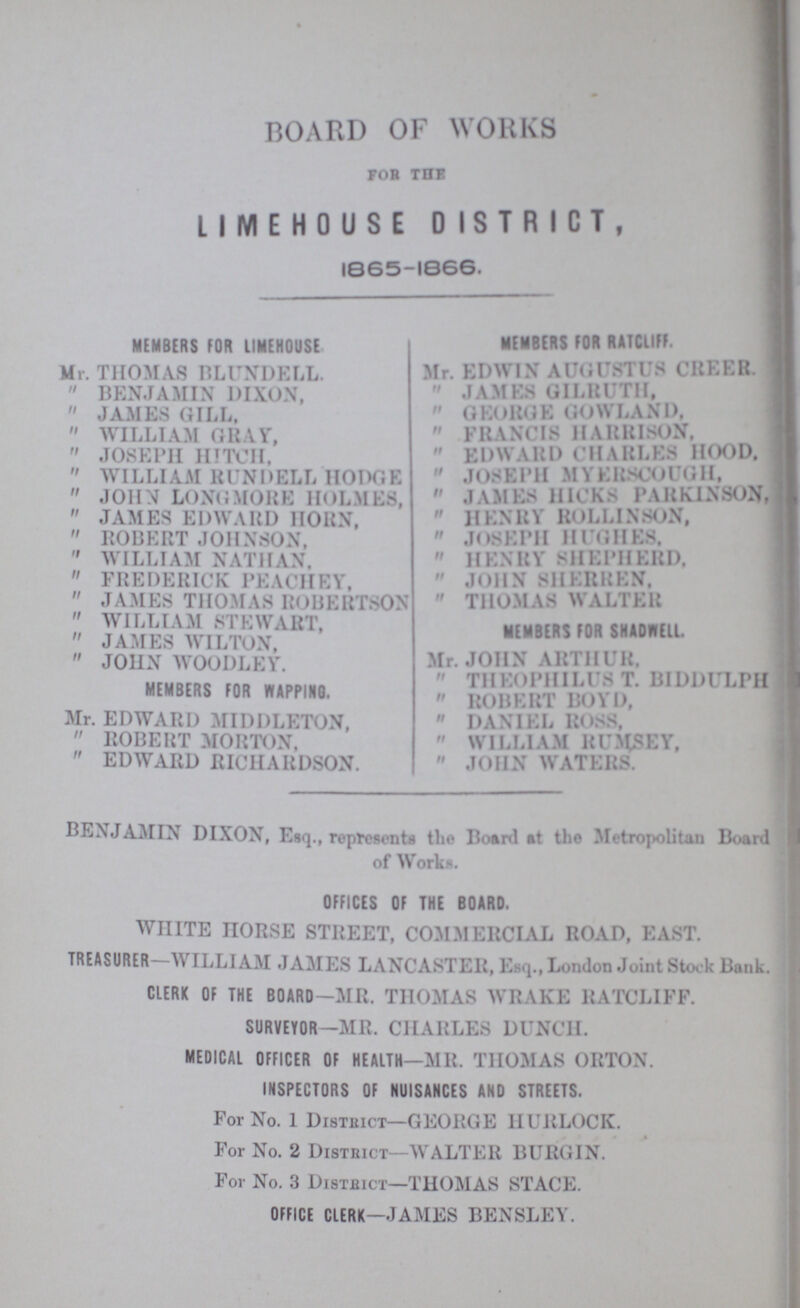 BOARD OF WORKS
FOR THE
LIMEHOUSE DISTRICT,
1865-1866.
MEMBERS FOR LIMEHOUSE
Mr. THOMAS BLUNDELL.
" BENJAMIN DIXON,
" JAMES GILL,
" WILLIAM GRAY,
" JOSEPH HITCH,
" WILLIAM RUNDELL HODGE
" JOHN LONGMORE HOLMES,
" JAMES EDWARD HORN,
" ROBERT JOHNSON,
" WILLIAM NATHAN,
" FREDERICK PEACHEY,
" JAMES THOMAS ROBERTSON
" WILLIAM STEWART,
" JAMES WILTON,
" JOHN WOODLEY.
MEMBERS FOR WAPPING.
Mr. EDWARD MIDDLETON,
" ROBERT MORTON,
" EDWARD RICHARDSON.
MEMBERS FOR RATCLIFF.
Mr. EDWIN AUGUSTUS CREER.
" JAMES GILRUTH,
" GEORGE GOWLAND,
" FRANCIS HARRISON,
" EDWARD CHARLES HOOD,
" JOSEPH MYERSCOUGH,
" JAMES HICKS PARKINSON,
" HENRY ROLLINSON,
" JOSEPH HUGHES,
" HENRY SHEPHERD,
" JOHN SHERREN,
" THOMAS WALTER
MEMBERS FOR SHADWELL.
Mr. JOHN ARTHUR,
" THEOPHILUS T. BIDDULPH
" ROBERT BOYD,
" DANIEL ROSS,
" WILLIAM RUMSEY,
" JOHN WATERS.
BENJAMIN DIXON, Esq., represents the Board at the Metropolitan Board
of Works.
OFFICES OF THE BOARD.
WHITE HORSE STREET, COMMERCIAL ROAD, EAST.
TREASURER—WILLIAM JAMES LANCASTER, Esq., London Joint Stock Bank.
CLERK OF THE BOARD—MR. THOMAS WRAKE RATCLIFF.
SURVEYOR—MR. CHARLES DUNCH.
MEDICAL OFFICER OF HEALTH—MR. THOMAS ORTON.
INSPECTORS OF NUISANCES AND STREETS.
For No. 1 DISTRICT—GEORGE HURLOCK.
For No. 2 DISTRICT—WALTER BURGIN.
For No. 3 DISTRICT—THOMAS STACE.
OFFICE CLERK—JAMES BENSLEY.